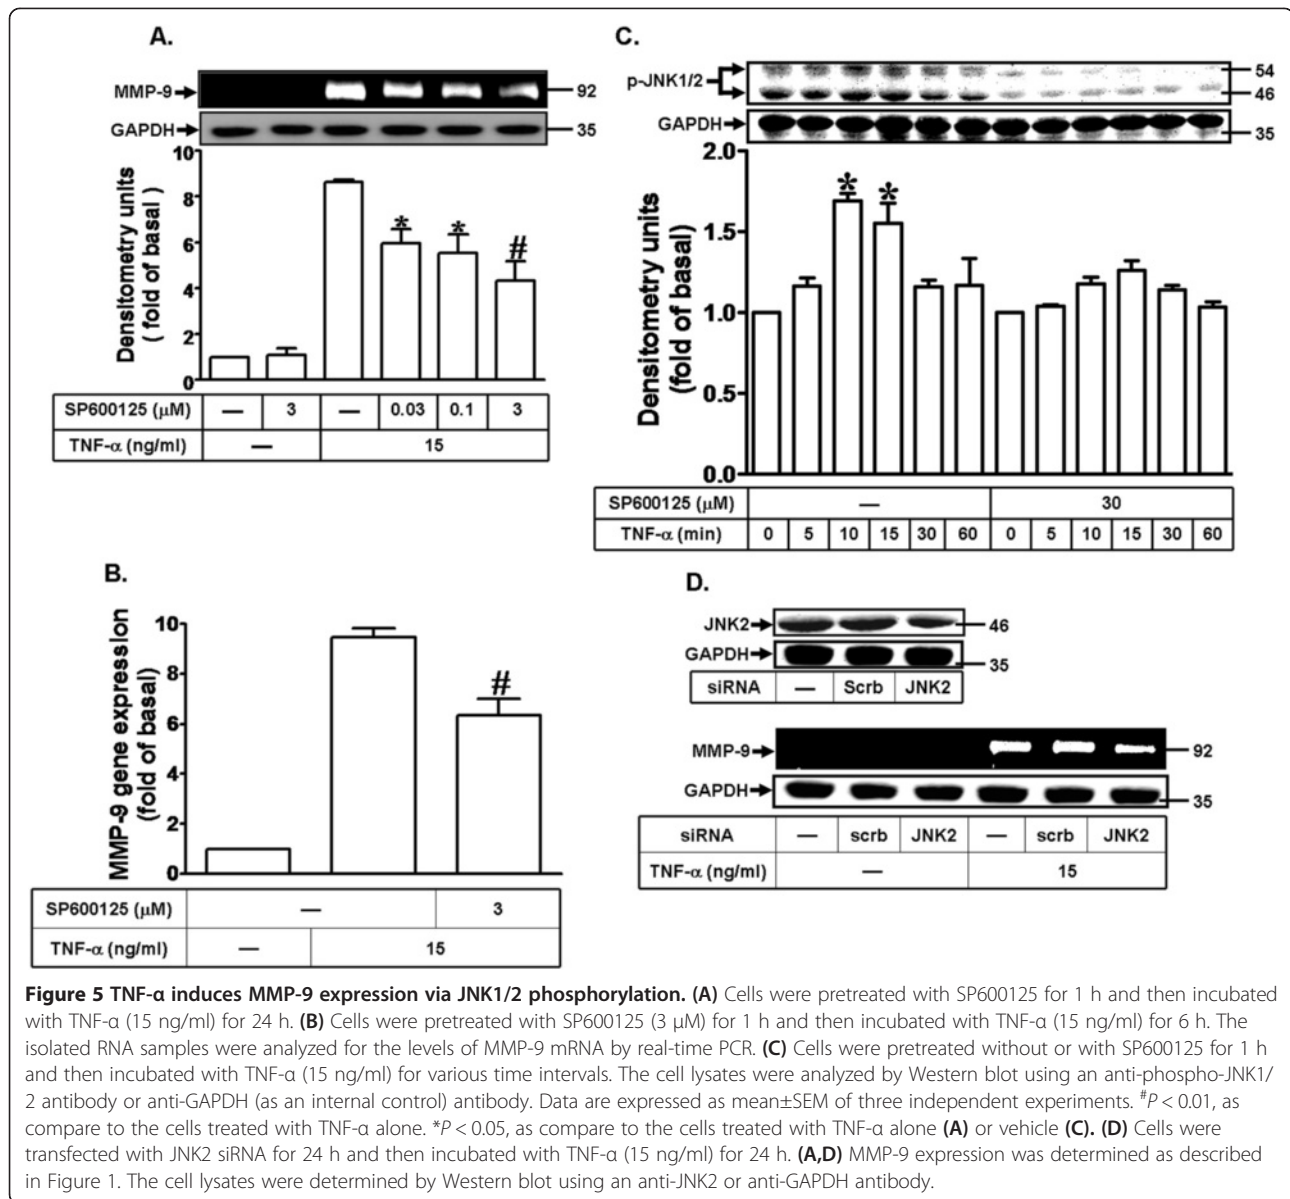 A.
MMP-9 92
GAPDH 35
Densitometry units
( fold of basal )
10
8
6
4
2
0
* * #
SP600125 (μM) — 3 — 0.03 0.1 3
TNF-α (ng/ml) — 15
B.
MMP-9 gene expression
(fold of basal)
10
8
6
4
2
0
#
SP600125 (μM) — 3
TNF-α (ng/ml) — 15
C.
p-JNK1/2 54
46
GAPDH 35
Densitometry units
(fold of basal)
2.0
1.5
1.0
0.5
0.0
* *
SP600125 (μM) — 30
TNF-α (min) 0 5 10 15 30 60 0 5 10 15 30 60
D.
JNK2 46
GAPDH 35
siRNA — Scrb JNK2
MMP-9 92
GAPDH 35
siRNA — scrb JNK2 — scrb JNK2
TNF-α (ng/ml) — 15
Figure 5 TNF-α induces MMP-9 expression via JNK1/2 phosphorylation. (A) Cells were pretreated with SP600125 for 1 h and then incubated
with TNF-α (15 ng/ml) for 24 h. (B) Cells were pretreated with SP600125 (3 μM) for 1 h and then incubated with TNF-α (15 ng/ml) for 6 h. The
isolated RNA samples were analyzed for the levels of MMP-9 mRNA by real-time PCR. (C) Cells were pretreated without or with SP600125 for 1 h
and then incubated with TNF-α (15 ng/ml) for various time intervals. The cell lysates were analyzed by Western blot using an anti-phospho-JNK1/
2 antibody or anti-GAPDH (as an internal control) antibody. Data are expressed as mean±SEM of three independent experiments. #P < 0.01, as
compare to the cells treated with TNF-α alone. *P < 0.05, as compare to the cells treated with TNF-α alone (A) or vehicle (C). (D) Cells were
transfected with JNK2 siRNA for 24 h and then incubated with TNF-α (15 ng/ml) for 24 h. (A,D) MMP-9 expression was determined as described
in Figure 1. The cell lysates were determined by Western blot using an anti-JNK2 or anti-GAPDH antibody.